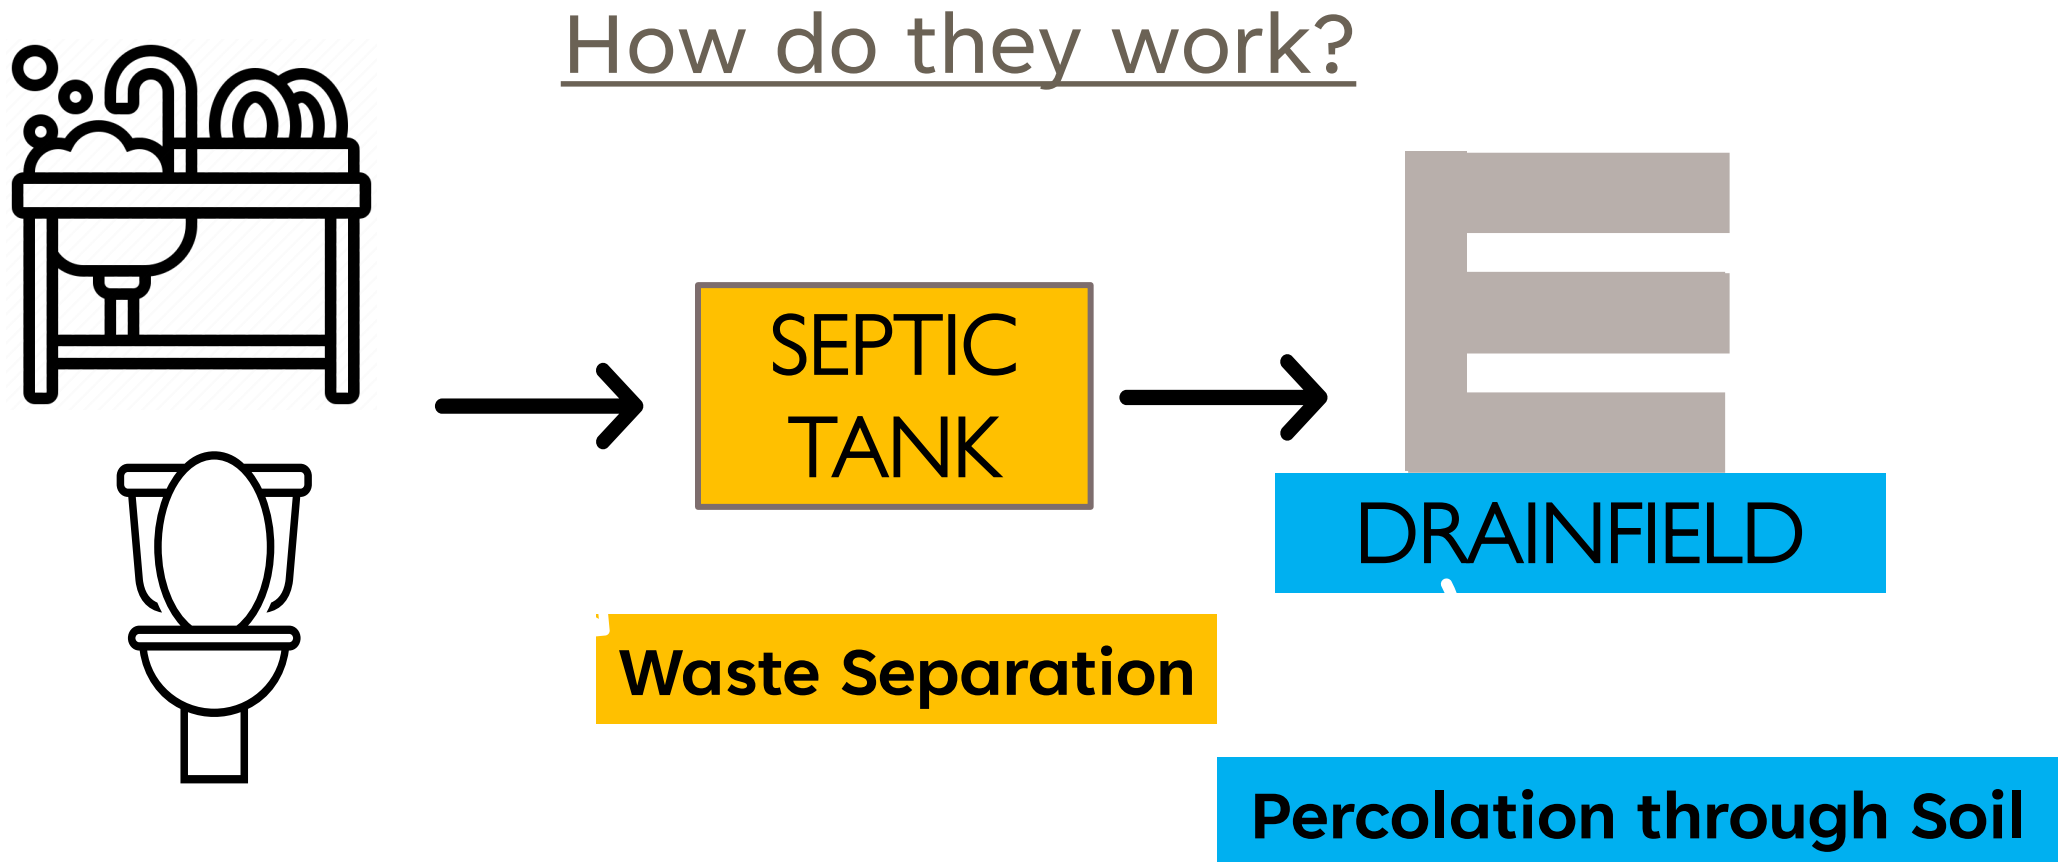 How do they work?
SEPTIC
TANK
DRAINFIELD
Waste Separation
Percolation through Soil